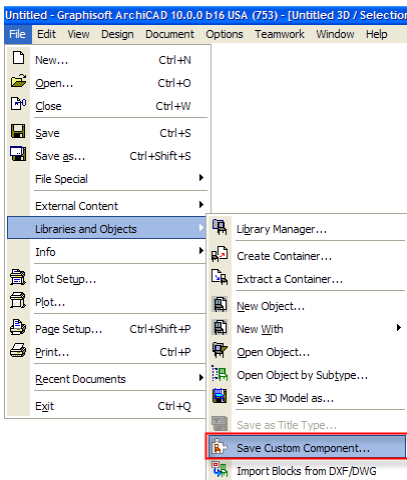 Untitled - Graphisoft ArchiCAD 10.0.0 b16 USA (753) - [Untitled 3D / Selection
File Edit View Design Document Options Teamwork Window Help
New... Ctrl+N
Open... Ctrl+O
Close Ctrl+W
Save Ctrl+S
Save as... Ctrl+Shift+S
File Special
External Content
Libraries and Objects
Info
Plot Setup...
Plot...
Page Setup... Ctrl+Shift+P
Print... Ctrl+P
Recent Documents
Exit Ctrl+Q
Library Manager...
Create Container...
Extract a Container...
New Object...
New With
Open Object...
Open Object by Subtype...
Save 3D Model as...
Save as Title Type...
Save Custom Component...
Import Blocks from DXF/DWG